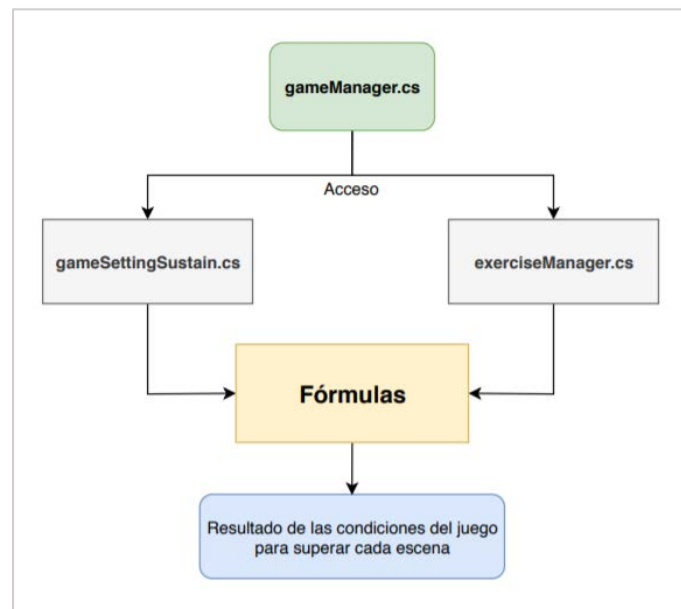 gameManager.cs
Acceso
gameSettingSustain.cs
exerciseManager.cs
Fórmulas
Resultado de las condiciones del juego
para superar cada escena